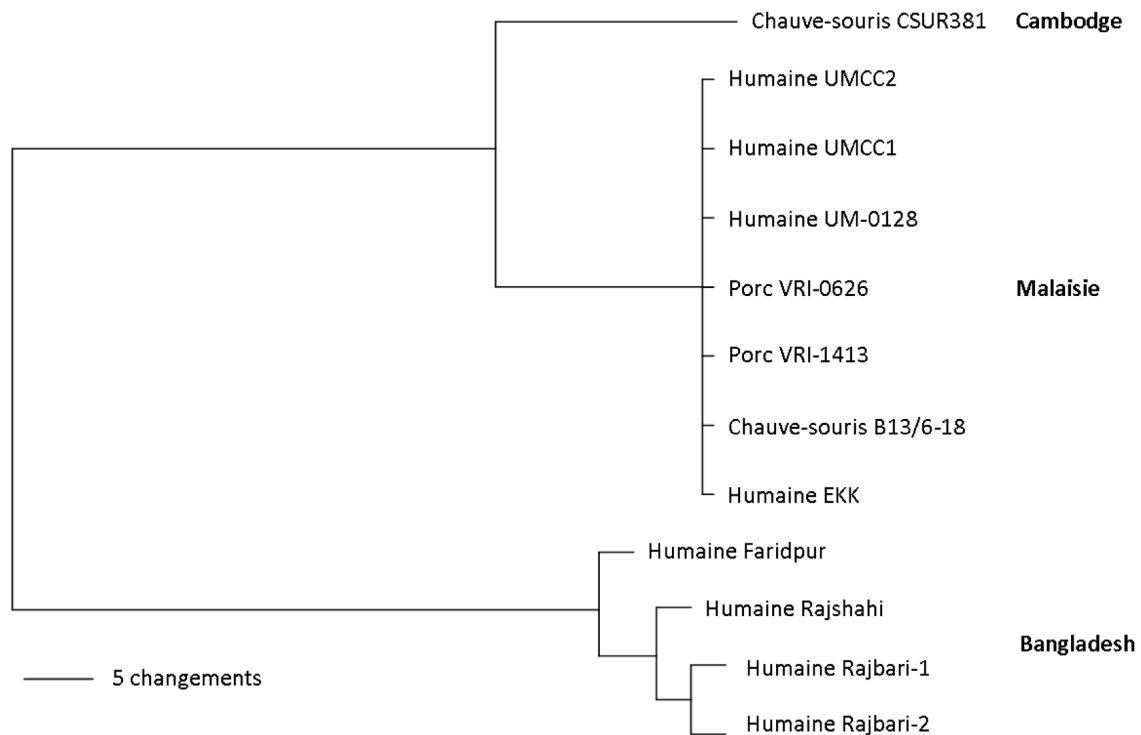 Chauve-souris CSUR381 Cambodge
Humaine UMCC2
Humaine UMCC1
Humaine UM-0128
Porc VRI-0626 Malaisie
Porc VRI-1413
Chauve-souris B13/6-18
Humaine EKK
Humaine Faridpur
Humaine Rajshahi
Bangladesh
Humaine Rajbari-1
5 changements
Humaine Rajbari-2